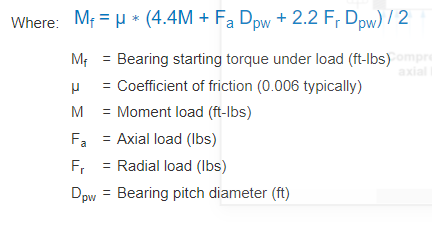 Where: Mf = µ * (4.4M + Fa Dpw + 2.2 Fr Dpw) / 2
Mf = Bearing starting torque under load (ft-lbs)
µ = Coefficient of friction (0.006 typically)
M = Moment load (ft-lbs)
Fa = Axial load (lbs)
Fr = Radial load (lbs)
Dpw = Bearing pitch diameter (ft)